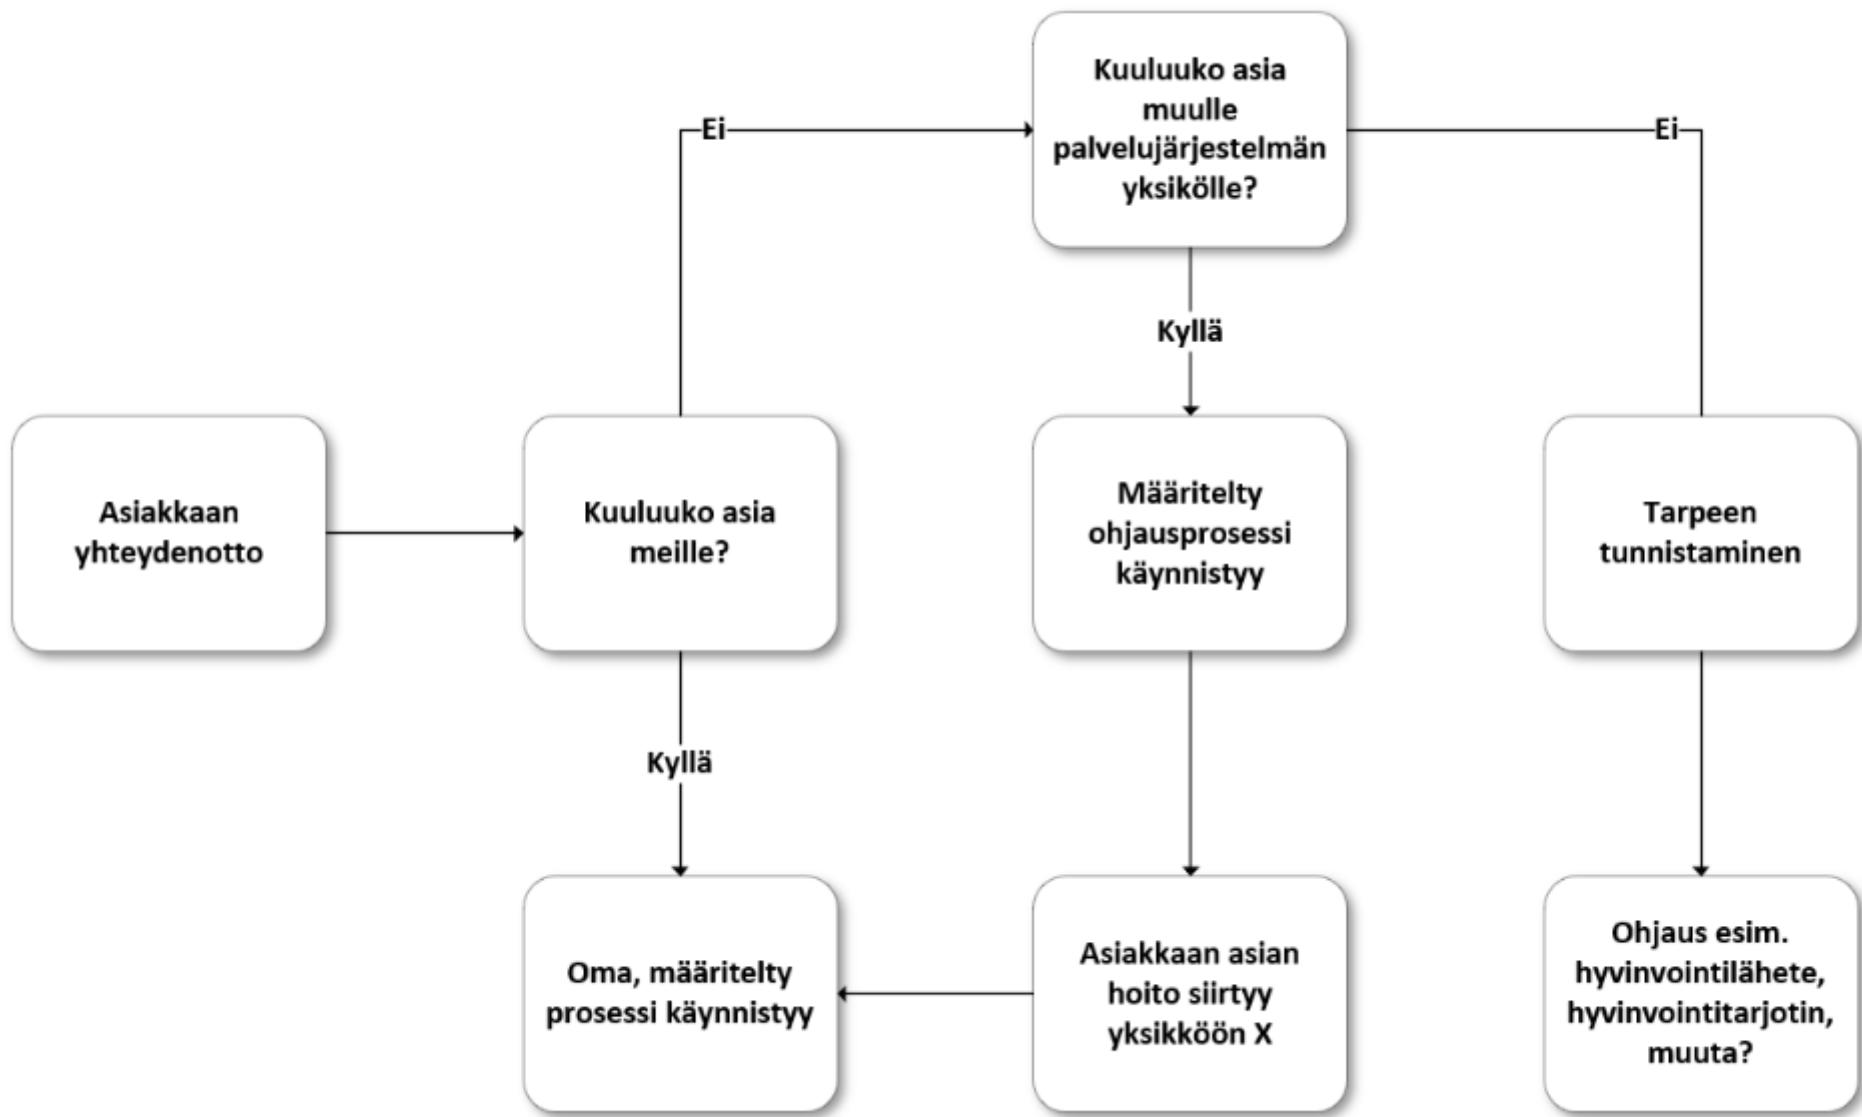 Kuuluuko asia
muulle
palvelujärjestelmän
yksikölle?
Ei
Ei
Kyllä
Asiakkaan
yhteydenotto
Kuuluuko asia
meille?
Määritelty
ohjausprosessi
käynnistyy
Tarpeen
tunnistaminen
Kyllä
Oma, määritelty
prosessi käynnistyy
Asiakkaan asian
hoito siirtyy
yksikköön X
Ohjaus esim.
hyvinvointilähete,
hyvinvointitarjotin,
muuta?